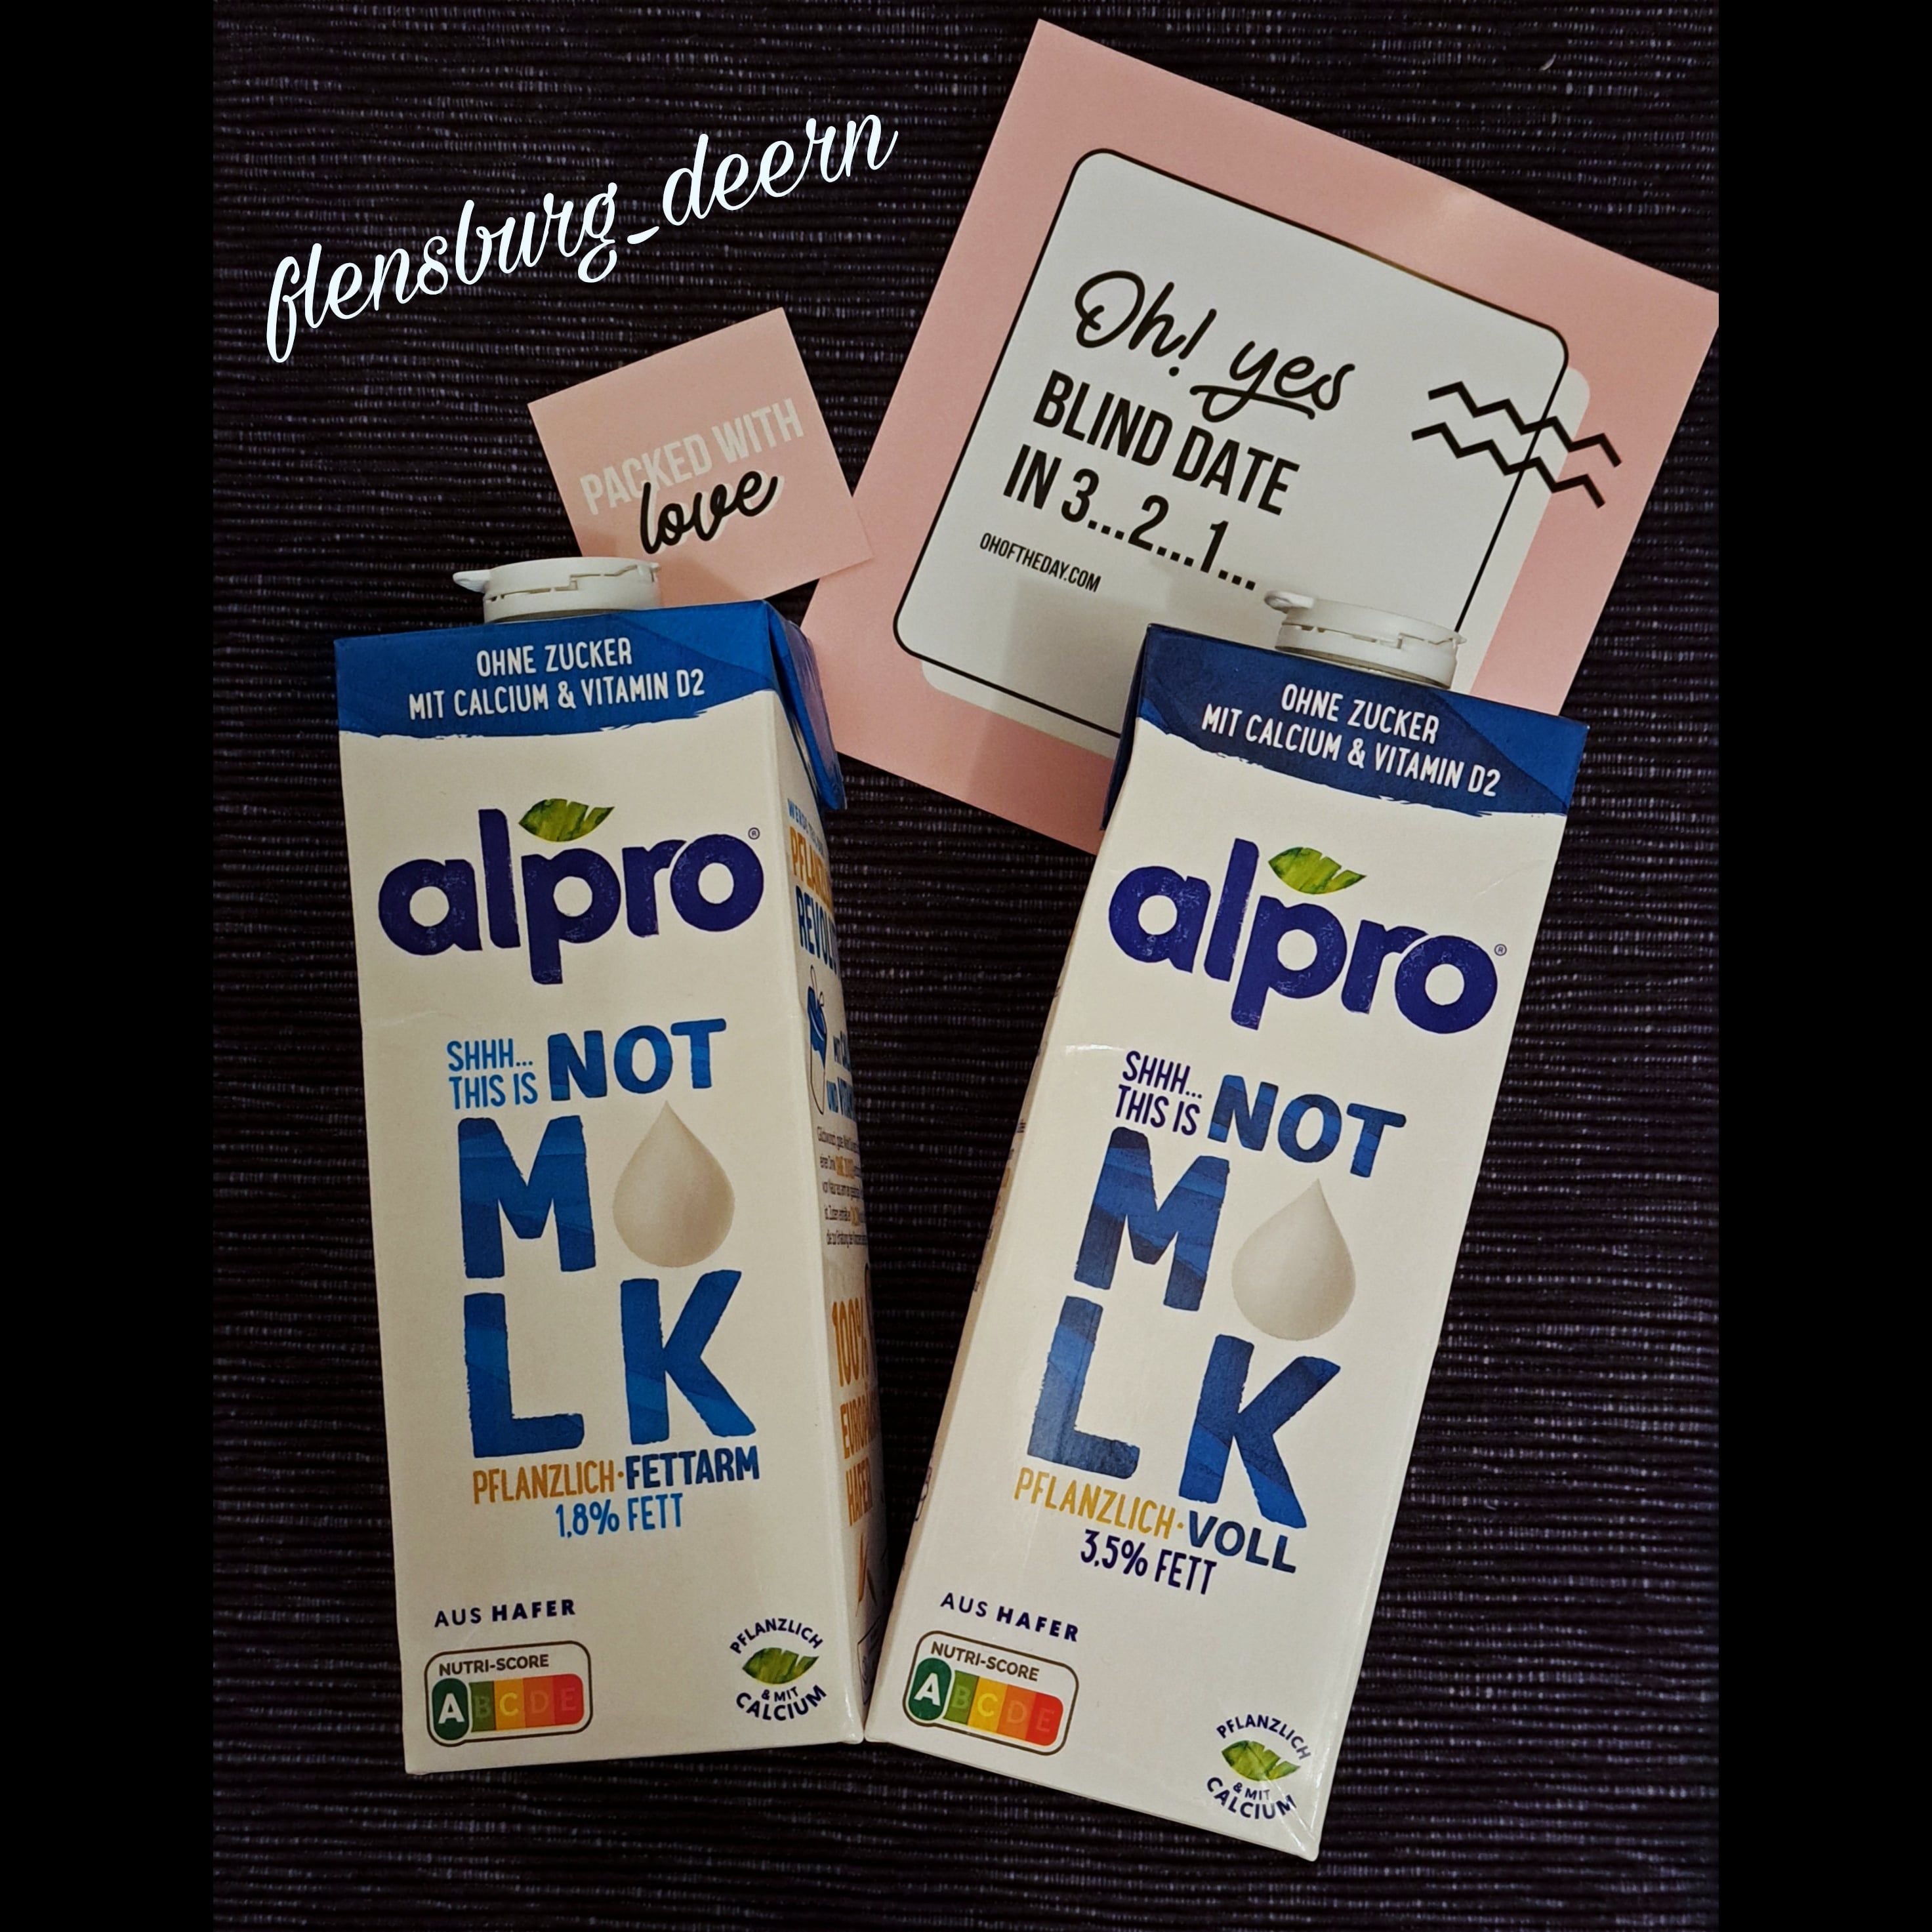 flensburg_deern
Oh! yes
BLIND DATE
IN 3...2...1...
OHOFTHEDAY.COM
PACKED WITH
love
OHNE ZUCKER
MIT CALCIUM & VITAMIN D2
alpro®
SHHH...
THIS IS NOT
M
LK
PFLANZLICH·FETTARM
1,8% FETT
AUS HAFER
NUTRI-SCORE
A B C D E
PFLANZLICH
& MIT
CALCIUM
100%
HAFER
OHNE ZUCKER
MIT CALCIUM & VITAMIN D2
alpro®
SHHH...
THIS IS NOT
M
LK
PFLANZLICH·VOLL
3,5% FETT
AUS HAFER
NUTRI-SCORE
A B C D E
PFLANZLICH
& MIT
CALCIUM